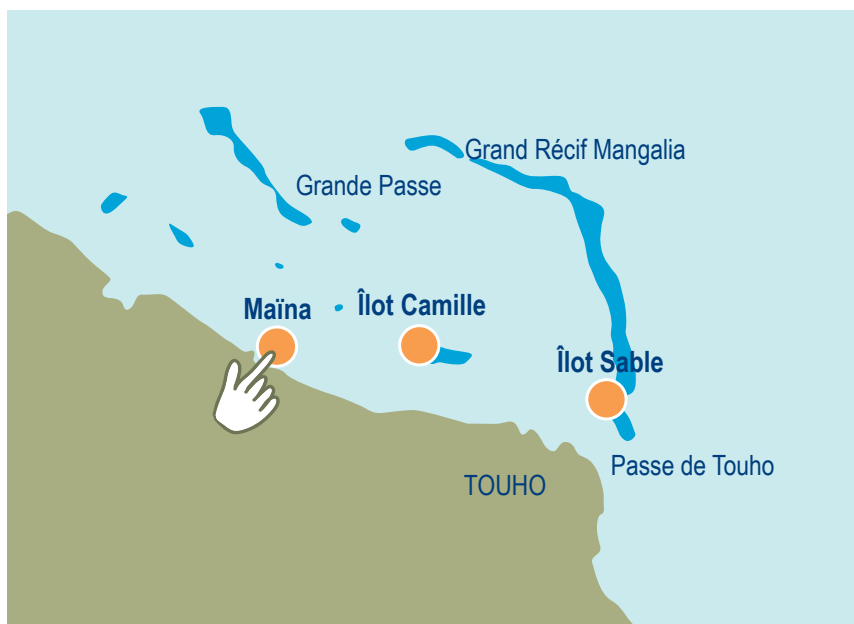 Grand Récif Mangalia
Grande Passe
Maïna
Îlot Camille
Îlot Sable
Passe de Touho
TOUHO